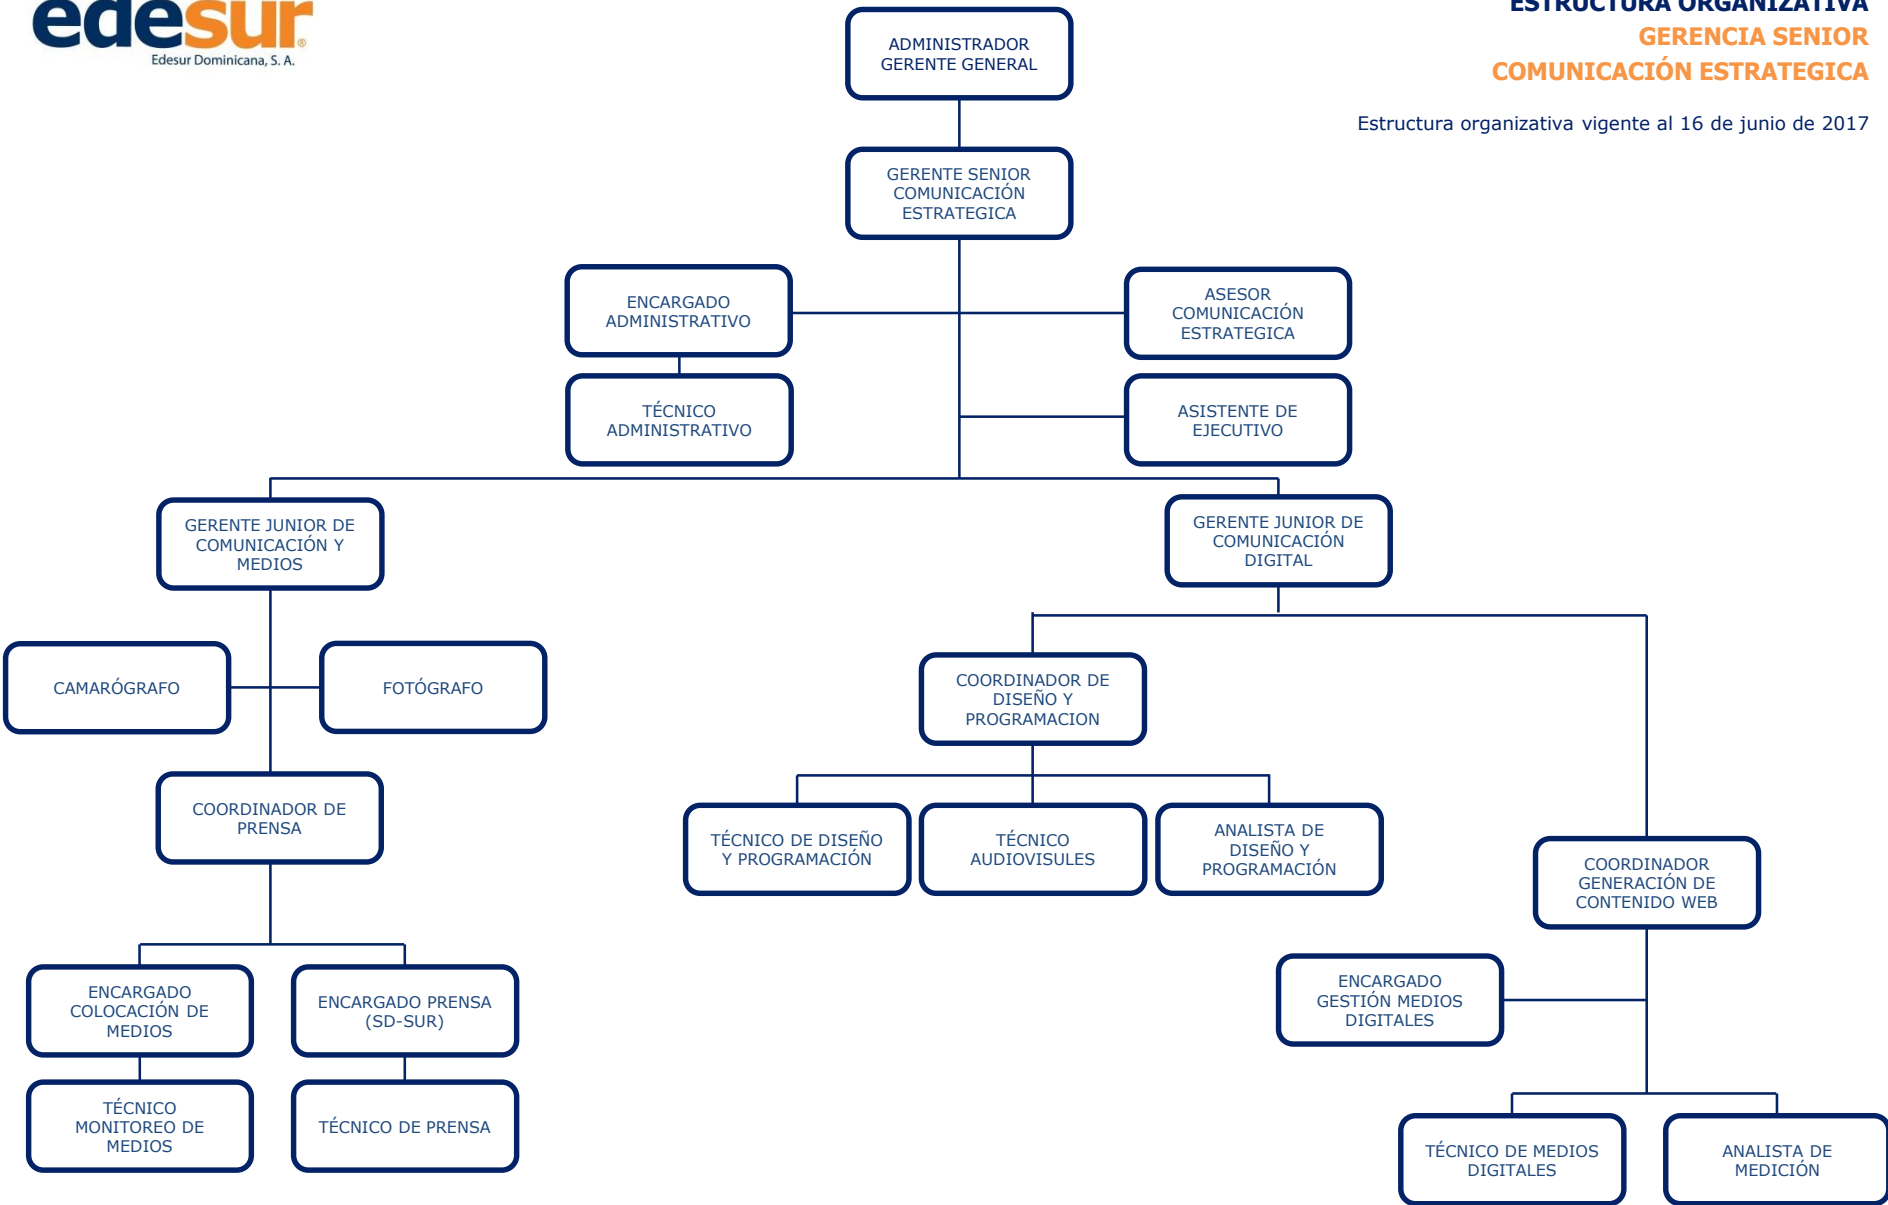 edesur
Edesur Dominicana, S. A.
ESTRUCTURA ORGANIZATIVA
GERENCIA SENIOR
COMUNICACIÓN ESTRATEGICA
Estructura organizativa vigente al 16 de junio de 2017
ADMINISTRADOR
GERENTE GENERAL
GERENTE SENIOR
COMUNICACIÓN
ESTRATEGICA
ENCARGADO
ADMINISTRATIVO
ASESOR
COMUNICACIÓN
ESTRATEGICA
TÉCNICO
ADMINISTRATIVO
ASISTENTE DE
EJECUTIVO
GERENTE JUNIOR DE
COMUNICACIÓN Y
MEDIOS
GERENTE JUNIOR DE
COMUNICACIÓN
DIGITAL
CAMARÓGRAFO
FOTÓGRAFO
COORDINADOR DE
DISEÑO Y
PROGRAMACION
COORDINADOR DE
PRENSA
TÉCNICO DE DISEÑO
Y PROGRAMACIÓN
TÉCNICO
AUDIOVISULES
ANALISTA DE
DISEÑO Y
PROGRAMACIÓN
COORDINADOR
GENERACIÓN DE
CONTENIDO WEB
ENCARGADO
COLOCACIÓN DE
MEDIOS
ENCARGADO PRENSA
(SD-SUR)
ENCARGADO
GESTIÓN MEDIOS
DIGITALES
TÉCNICO
MONITOREO DE
MEDIOS
TÉCNICO DE PRENSA
TÉCNICO DE MEDIOS
DIGITALES
ANALISTA DE
MEDICIÓN